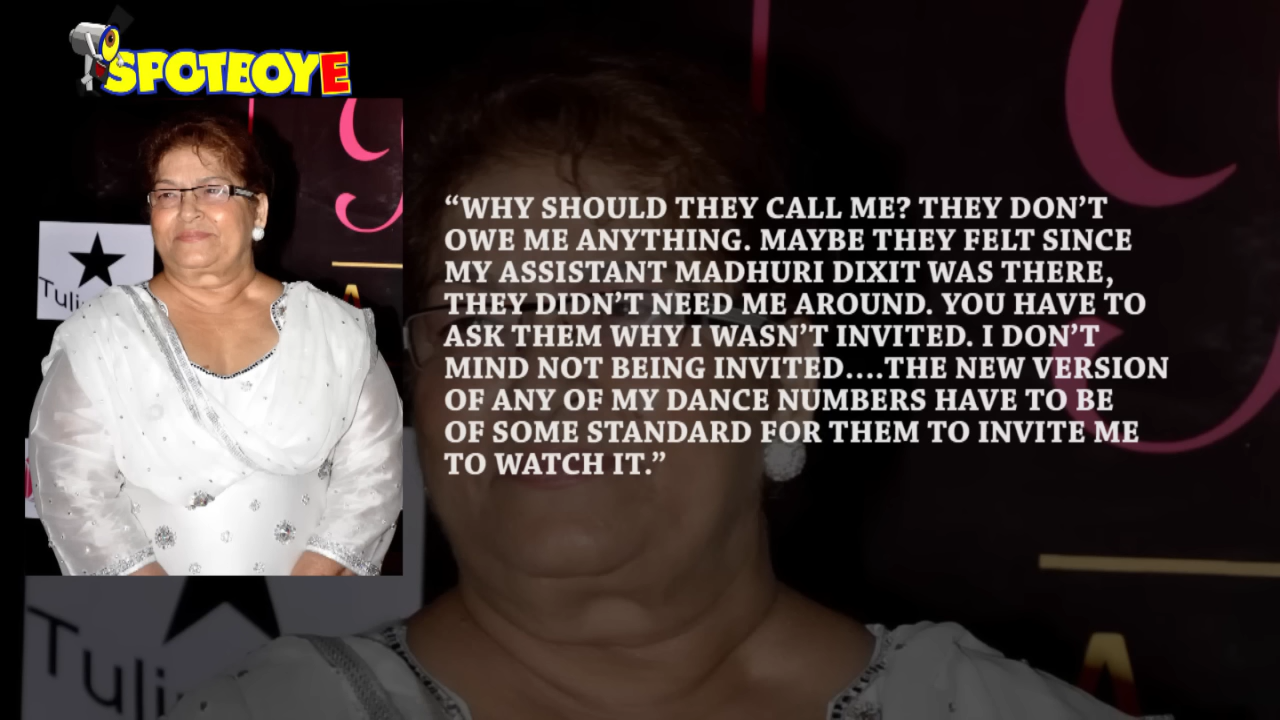 SPOTBOYE
“WHY SHOULD THEY CALL ME? THEY DON’T
OWE ME ANYTHING. MAYBE THEY FELT SINCE
MY ASSISTANT MADHURI DIXIT WAS THERE,
THEY DIDN’T NEED ME AROUND. YOU HAVE TO
ASK THEM WHY I WASN’T INVITED. I DON’T
MIND NOT BEING INVITED....THE NEW VERSION
OF ANY OF MY DANCE NUMBERS HAVE TO BE
OF SOME STANDARD FOR THEM TO INVITE ME
TO WATCH IT.”